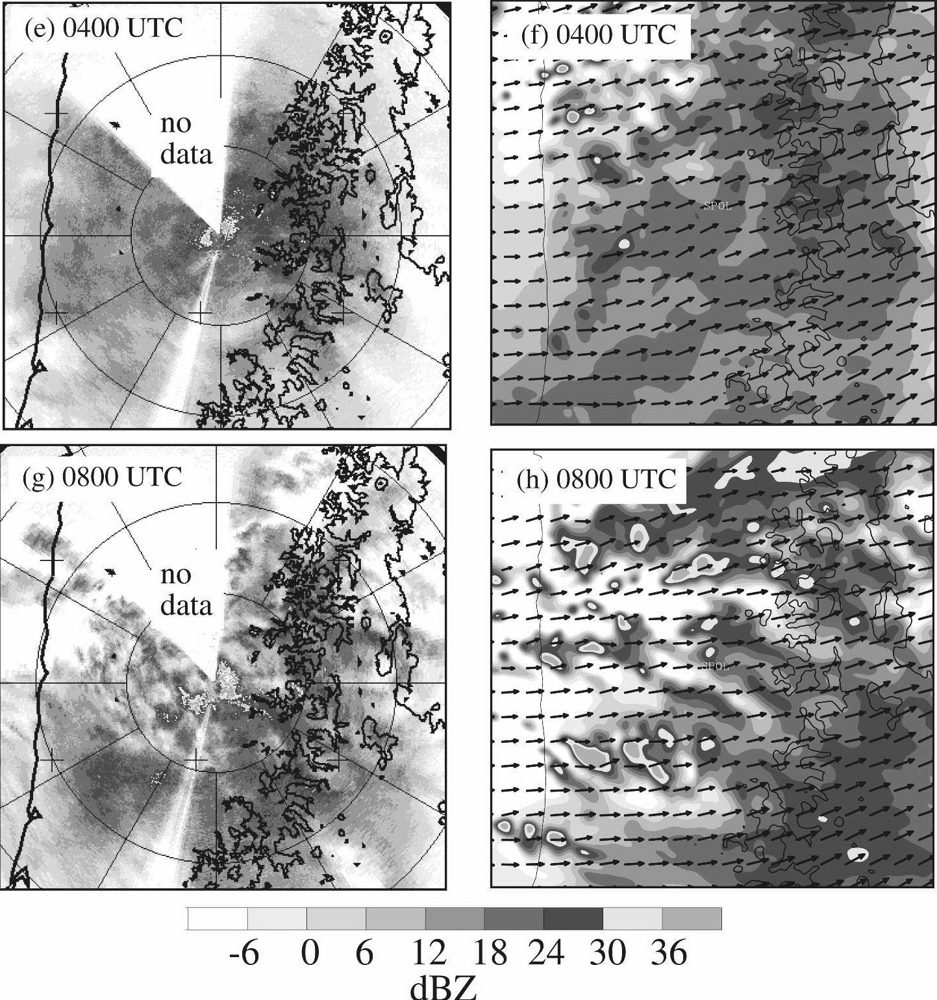 (e) 0400 UTC
no
data
(f) 0400 UTC
SPOL
(g) 0800 UTC
no
data
(h) 0800 UTC
SPOL
-6 0 6 12 18 24 30 36
dBZ